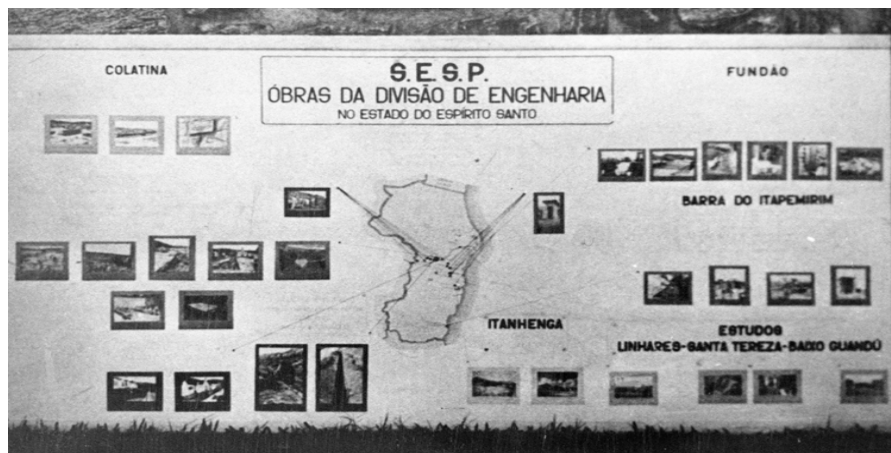 COLATINA
S.E.S.P.
ÓBRAS DA DIVISÃO DE ENGENHARIA
NO ESTADO DO ESPÍRITO SANTO
FUNDÃO
BARRA DO ITAPEMIRIM
ITANHENGA
ESTUDOS
LINHARES-SANTA TEREZA-BAIXO GUANDÚ